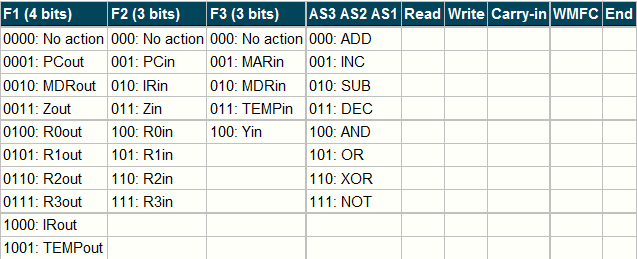 F1 (4 bits) F2 (3 bits) F3 (3 bits) AS3 AS2 AS1 Read Write Carry-in WMFC End
0000: No action 000: No action 000: No action 000: ADD
0001: PCout 001: PCin 001: MARin 001: INC
0010: MDRout 010: IRin 010: MDRin 010: SUB
0011: Zout 011: Zin 011: TEMPin 011: DEC
0100: R0out 100: R0in 100: Yin 100: AND
0101: R1out 101: R1in 101: OR
0110: R2out 110: R2in 110: XOR
0111: R3out 111: R3in 111: NOT
1000: IRout
1001: TEMPout